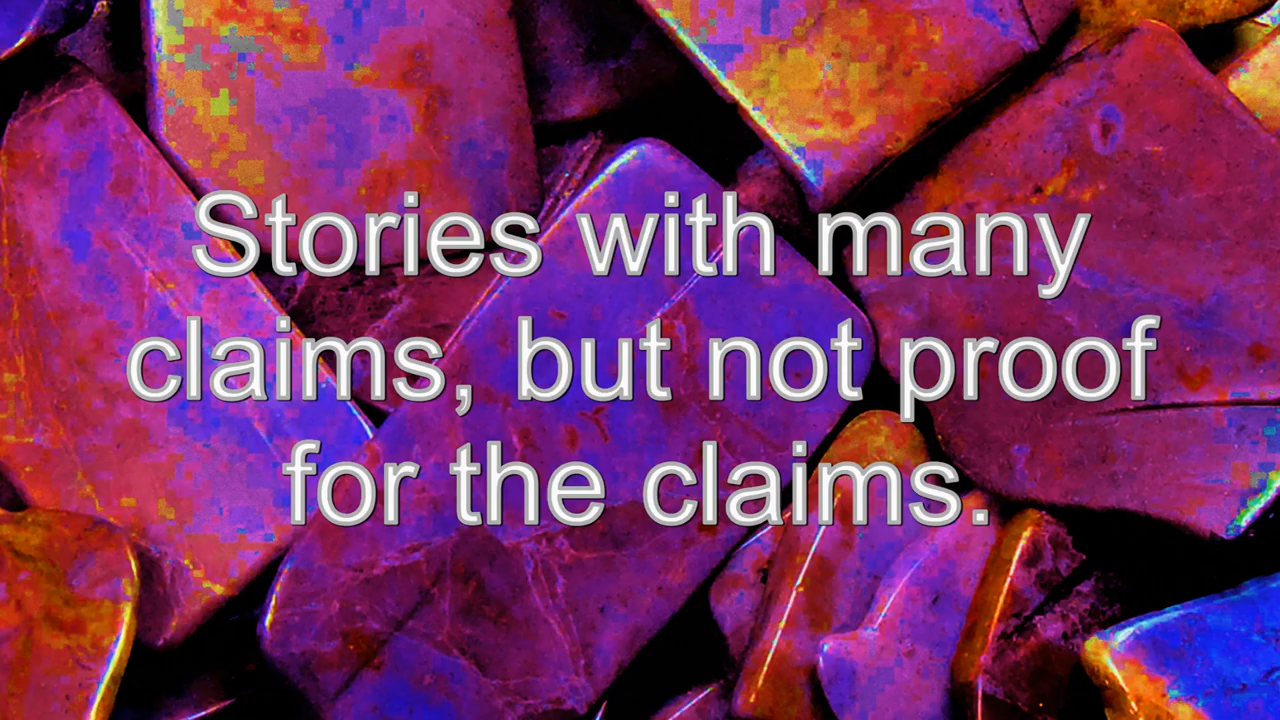 Stories with many
claims, but not proof
for the claims.